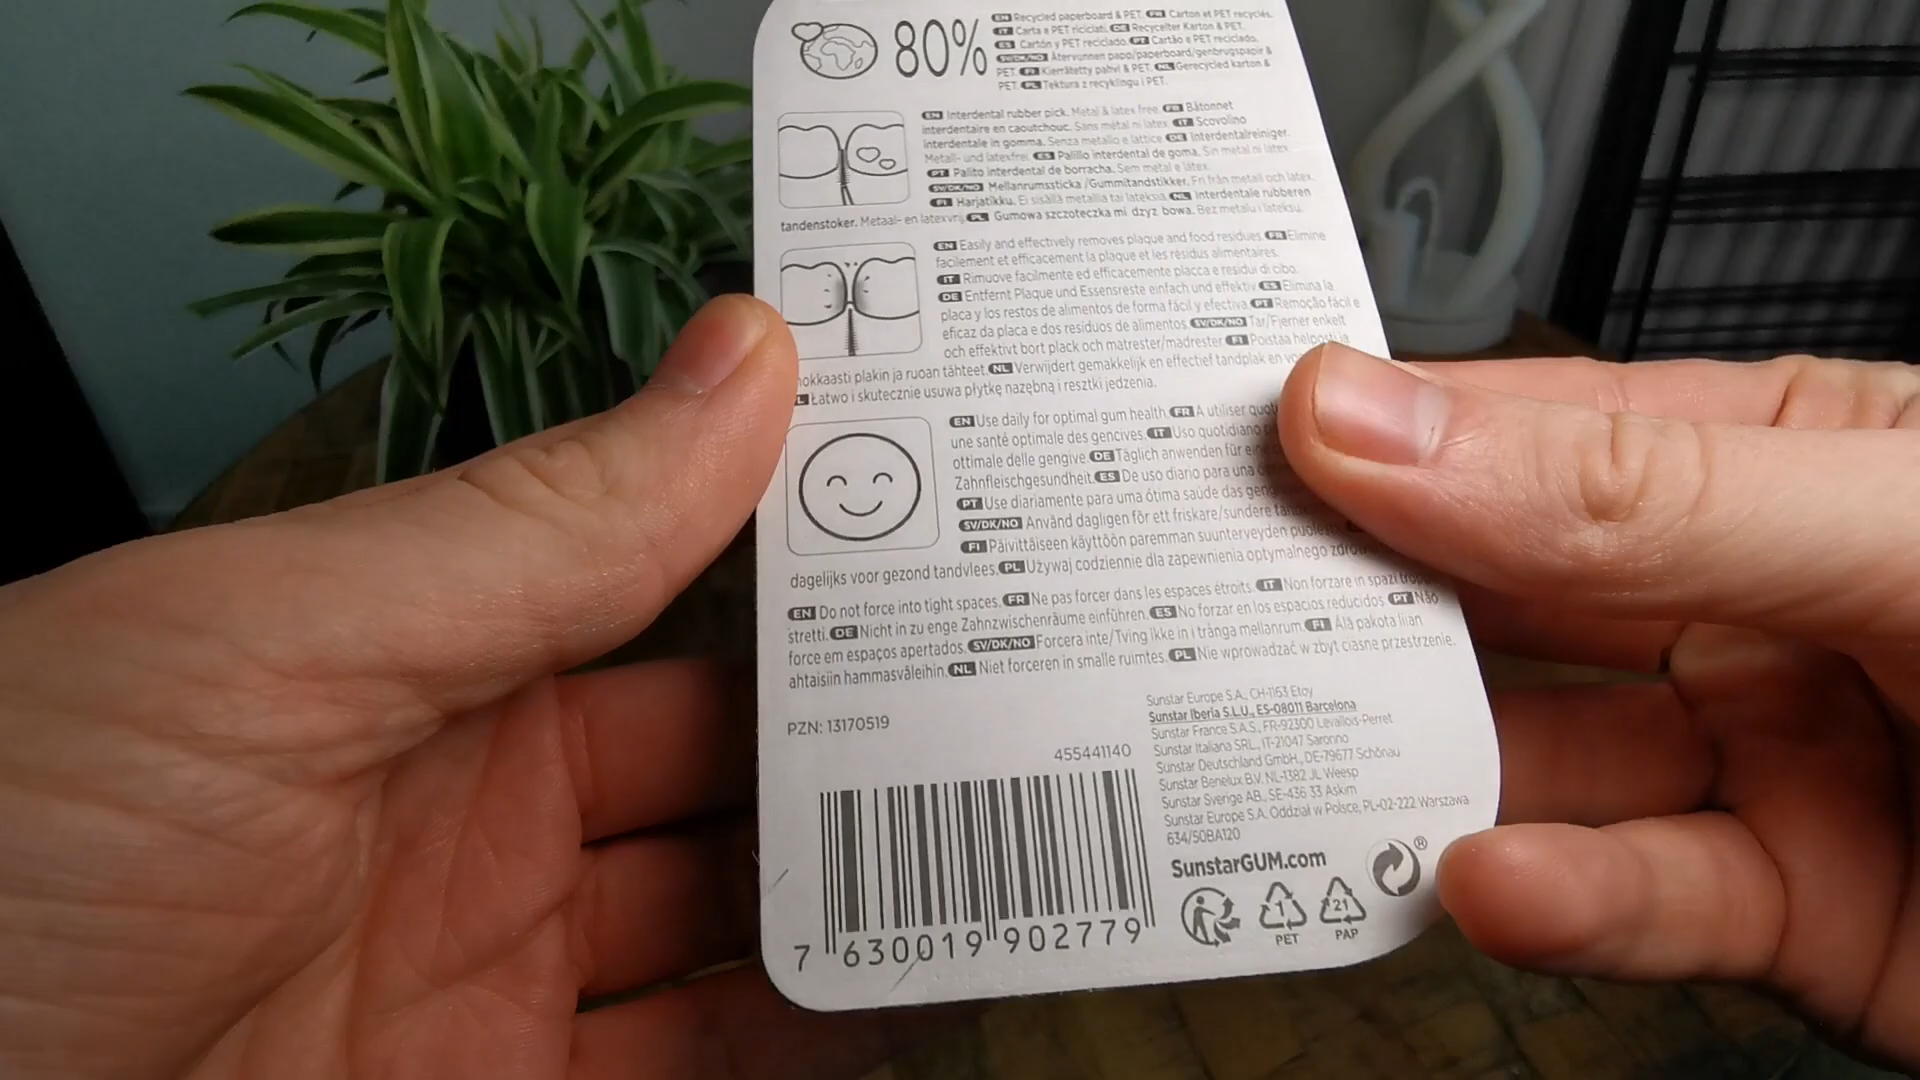 80%
EN Recycled paperboard & PET. FR Carton et PET recyclés.
IT Carta e PET riciclati. DE Recycelter Karton & PET.
ES Cartón y PET reciclado. PT Cartão e PET reciclado.
SV/DK/NO Återvunnen papp/paperboard/genbrugspapir &
PET. FI Kierrätetty pahvi & PET. NL Gerecycled karton &
PET. PL Tektura z recyklingu i PET.
EN Interdental rubber pick. Metal & latex free. FR Bâtonnet
interdentaire en caoutchouc. Sans métal ni latex. IT Scovolino
interdentale in gomma. Senza metallo e lattice. DE Interdentalreiniger.
Metall- und latexfrei. ES Palillo interdental de goma. Sin metal ni látex.
PT Palito interdental de borracha. Sem metal e látex.
SV/DK/NO Mellanrumssticka /Gummitandstikker. Fri från metall och latex.
FI Harjatikku. Ei sisällä metallia tai lateksia. NL Interdentale rubberen
tandenstoker. Metaal- en latexvrij. PL Gumowa szczoteczka mi dzyz bowa. Bez metalu i lateksu.
EN Easily and effectively removes plaque and food residues. FR Elimine
facilement et efficacement la plaque et les résidus alimentaires.
IT Rimuove facilmente ed efficacemente placca e residui di cibo.
DE Entfernt Plaque und Essensreste einfach und effektiv. ES Elimina la
placa y los restos de alimentos de forma fácil y efectiva. PT Remoção fácil e
eficaz da placa e dos resíduos de alimentos. SV/DK/NO Tar/Fjerner enkelt
och effektivt bort plack och matrester/madrester. FI Poistaa helposti ja
hokkaasti plakin ja ruoan tähteet. NL Verwijdert gemakkelijk en effectief tandplak en
Łatwo i skutecznie usuwa płytkę nazębną i resztki jedzenia.
EN Use daily for optimal gum health. FR A utiliser
une santé optimale des gencives. IT Uso quotidiano
ottimale delle gengive. DE Täglich anwenden für
Zahnfleischgesundheit. ES De uso diario para una
PT Use diariamente para uma ótima saúde das
SV/DK/NO Använd dagligen för ett friskare/sundere
FI Päivittäiseen käyttöön paremman suunterveyden
dagelijks voor gezond tandvlees. PL Używaj codziennie dla zapewnienia optymalnego
EN Do not force into tight spaces. FR Ne pas forcer dans les espaces étroits. IT Non forzare in spazi
stretti. DE Nicht in zu enge Zahnzwischenräume einführen. ES No forzar en los espacios reducidos. PT Não
force em espaços apertados. SV/DK/NO Forcera inte/Tving ikke in i trånga mellanrum. FI Älä pakota liian
ahtaisiin hammasväleihin. NL Niet forceren in smalle ruimtes. PL Nie wprowadzać w zbyt ciasne przestrzenie.
PZN: 13170519
455441140
7 630019 902779
Sunstar Europe S.A., CH-1163 Etoy
Sunstar Iberia S.L.U., ES-08011 Barcelona
Sunstar France S.A.S., FR-92300 Levallois-Perret
Sunstar Italiana SRL, IT-21047 Saronno
Sunstar Deutschland GmbH., DE-79677 Schönau
Sunstar Benelux B.V. NL-1382 JL Weesp
Sunstar Sverige AB., SE-436 33 Askim
Sunstar Europe S.A. Oddział w Polsce, PL-02-222 Warszawa
634/50BA120
SunstarGUM.com
®
1
PET
21
PAP